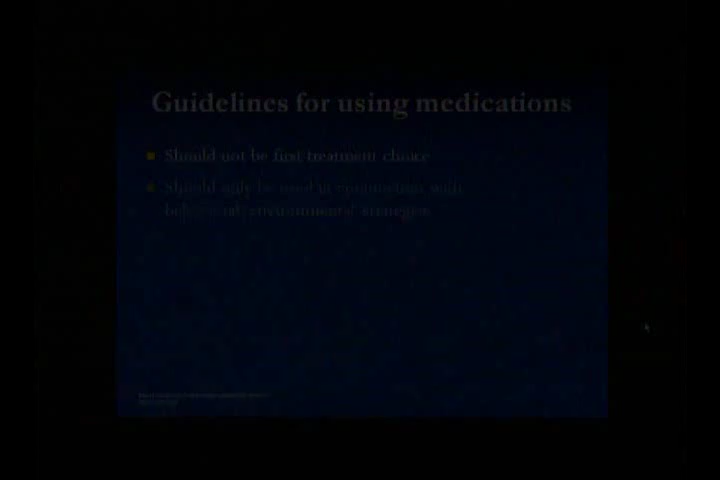 Guidelines for using medications
Should not be first treatment choice
Should only be used in conjunction with
behavioral/environmental strategies